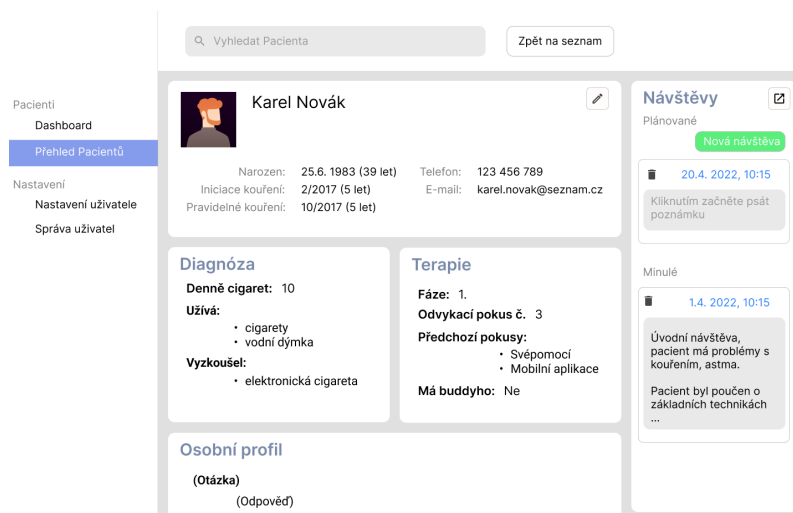 Vyhledat Pacienta
Zpět na seznam
Pacienti
Dashboard
Přehled Pacientů
Nastavení
Nastavení uživatele
Správa uživatel
Karel Novák
Narozen: 25.6. 1983 (39 let)
Iniciace kouření: 2/2017 (5 let)
Pravidelné kouření: 10/2017 (5 let)
Telefon: 123 456 789
E-mail: karel.novak@seznam.cz
Diagnóza
Denně cigaret: 10
Užívá:
• cigarety
• vodní dýmka
Vyzkoušel:
• elektronická cigareta
Terapie
Fáze: 1.
Odvykací pokus č. 3
Předchozí pokusy:
• Svépomocí
• Mobilní aplikace
Má buddyho: Ne
Osobní profil
(Otázka)
(Odpověď)
Návštěvy
Plánované
Nová návštěva
20.4. 2022, 10:15
Kliknutím začněte psát
poznámku
Minulé
1.4. 2022, 10:15
Úvodní návštěva,
pacient má problémy s
kouřením, astma.
Pacient byl poučen o
základních technikách
...